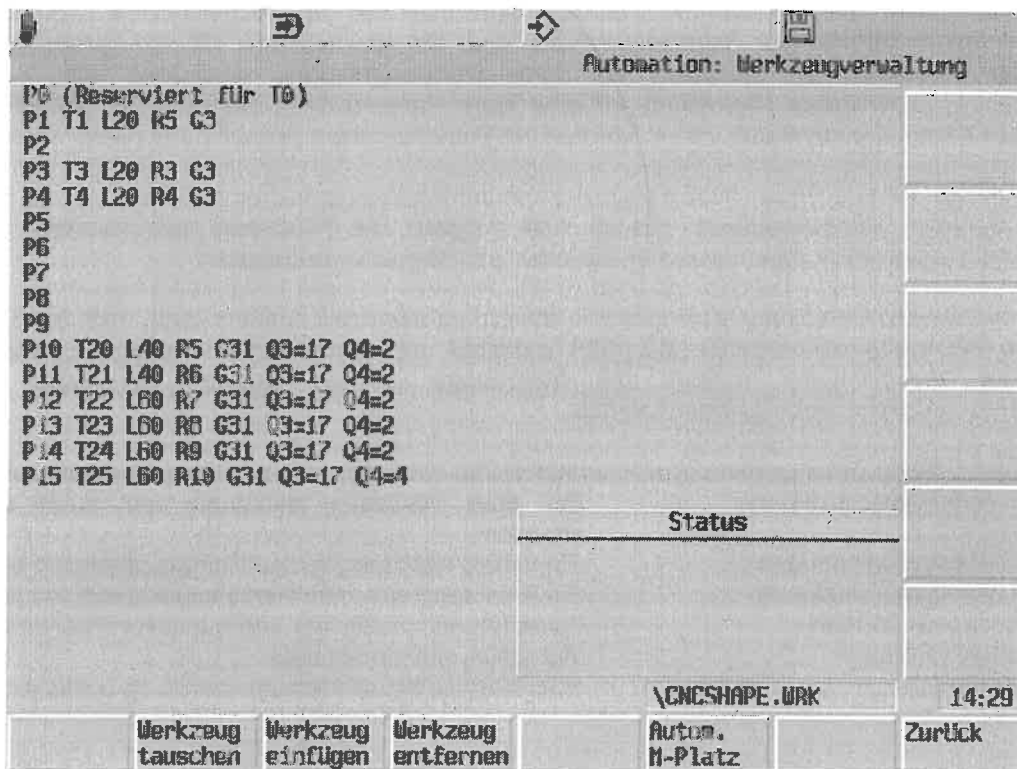 Automation: Werkzeugverwaltung
P0 (Reserviert für T0)
P1 T1 L20 R5 G3
P2
P3 T3 L20 R3 G3
P4 T4 L20 R4 G3
P5
P6
P7
P8
P9
P10 T20 L40 R5 G31 Q3=17 Q4=2
P11 T21 L40 R6 G31 Q3=17 Q4=2
P12 T22 L60 R7 G31 Q3=17 Q4=2
P13 T23 L60 R8 G31 Q3=17 Q4=2
P14 T24 L60 R9 G31 Q3=17 Q4=2
P15 T25 L60 R10 G31 Q3=17 Q4=4
Status
\CNCSHAPE.WRK 14:29
Werkzeug tauschen
Werkzeug einfügen
Werkzeug entfernen
Autom. M-Platz
Zurück